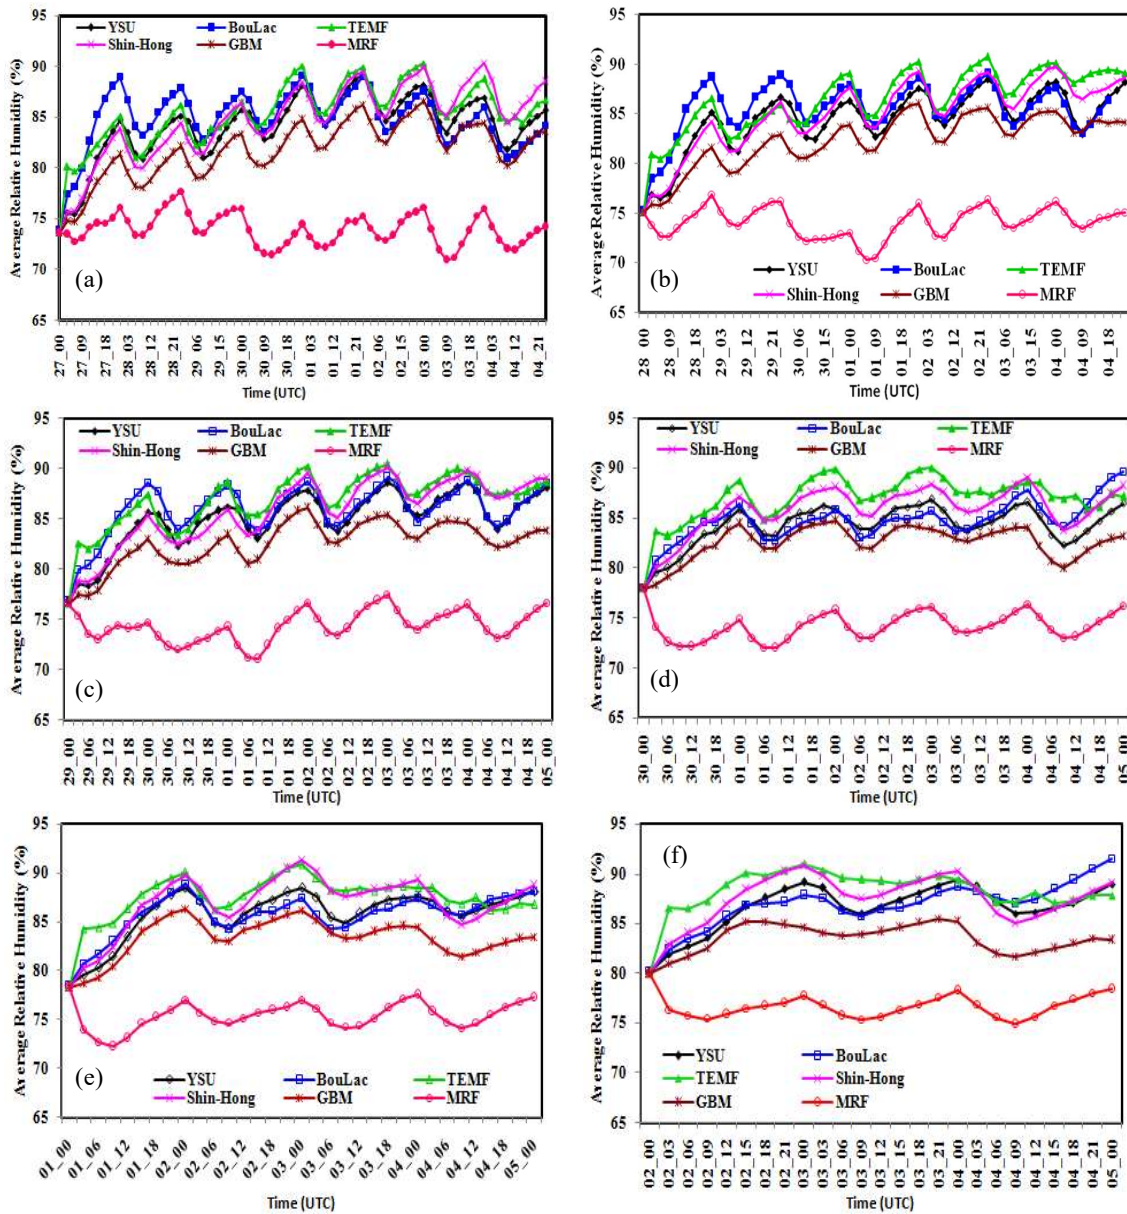 95
90
85
80
75
70
65
Average Relative Humidity (%)
YSU BouLac TEMF
Shin-Hong GBM MRF
(a)
27_00 27_09 27_18 28_03 28_12 28_21 29_06 29_15 30_00 30_09 30_18 01_03 01_12 01_21 02_06 02_15 03_00 03_09 03_18 04_03 04_12 04_21
Time (UTC)
95
90
85
80
75
70
65
Average Relative Humidity (%)
(b)
YSU BouLac TEMF
Shin-Hong GBM MRF
28_00 28_09 28_18 29_03 29_12 29_21 30_06 30_15 01_00 01_09 01_18 02_03 02_12 02_21 03_06 03_15 04_00 04_09 04_18
Time (UTC)
95
90
85
80
75
70
65
Average Relative Humidity (%)
YSU BouLac TEMF
Shin-Hong GBM MRF
(c)
29_00 29_06 29_12 29_18 30_00 30_06 30_12 30_18 01_00 01_06 01_12 01_18 02_00 02_06 02_12 02_18 03_00 03_06 03_12 03_18 04_00 04_06 04_12 04_18 05_00
Time (UTC)
95
90
85
80
75
70
65
Average Relative Humidity (%)
YSU BouLac TEMF
Shin-Hong GBM MRF
(d)
30_00 30_06 30_12 30_18 01_00 01_06 01_12 01_18 02_00 02_06 02_12 02_18 03_00 03_06 03_12 03_18 04_00 04_06 04_12 04_18 05_00
Time (UTC)
95
90
85
80
75
70
65
Average Relative Humidity (%)
(e)
YSU BouLac TEMF
Shin-Hong GBM MRF
01_00 01_06 01_12 01_18 02_00 02_06 02_12 02_18 03_00 03_06 03_12 03_18 04_00 04_06 04_12 04_18 05_00
Time (UTC)
95
90
85
80
75
70
65
Average Relative Humidity (%)
(f)
YSU BouLac
TEMF Shin-Hong
GBM MRF
02_00 02_03 02_06 02_09 02_12 02_15 02_18 02_21 03_00 03_03 03_06 03_09 03_12 03_15 03_18 03_21 04_00 04_03 04_06 04_09 04_12 04_15 04_18 04_21 05_00
Time (UTC)